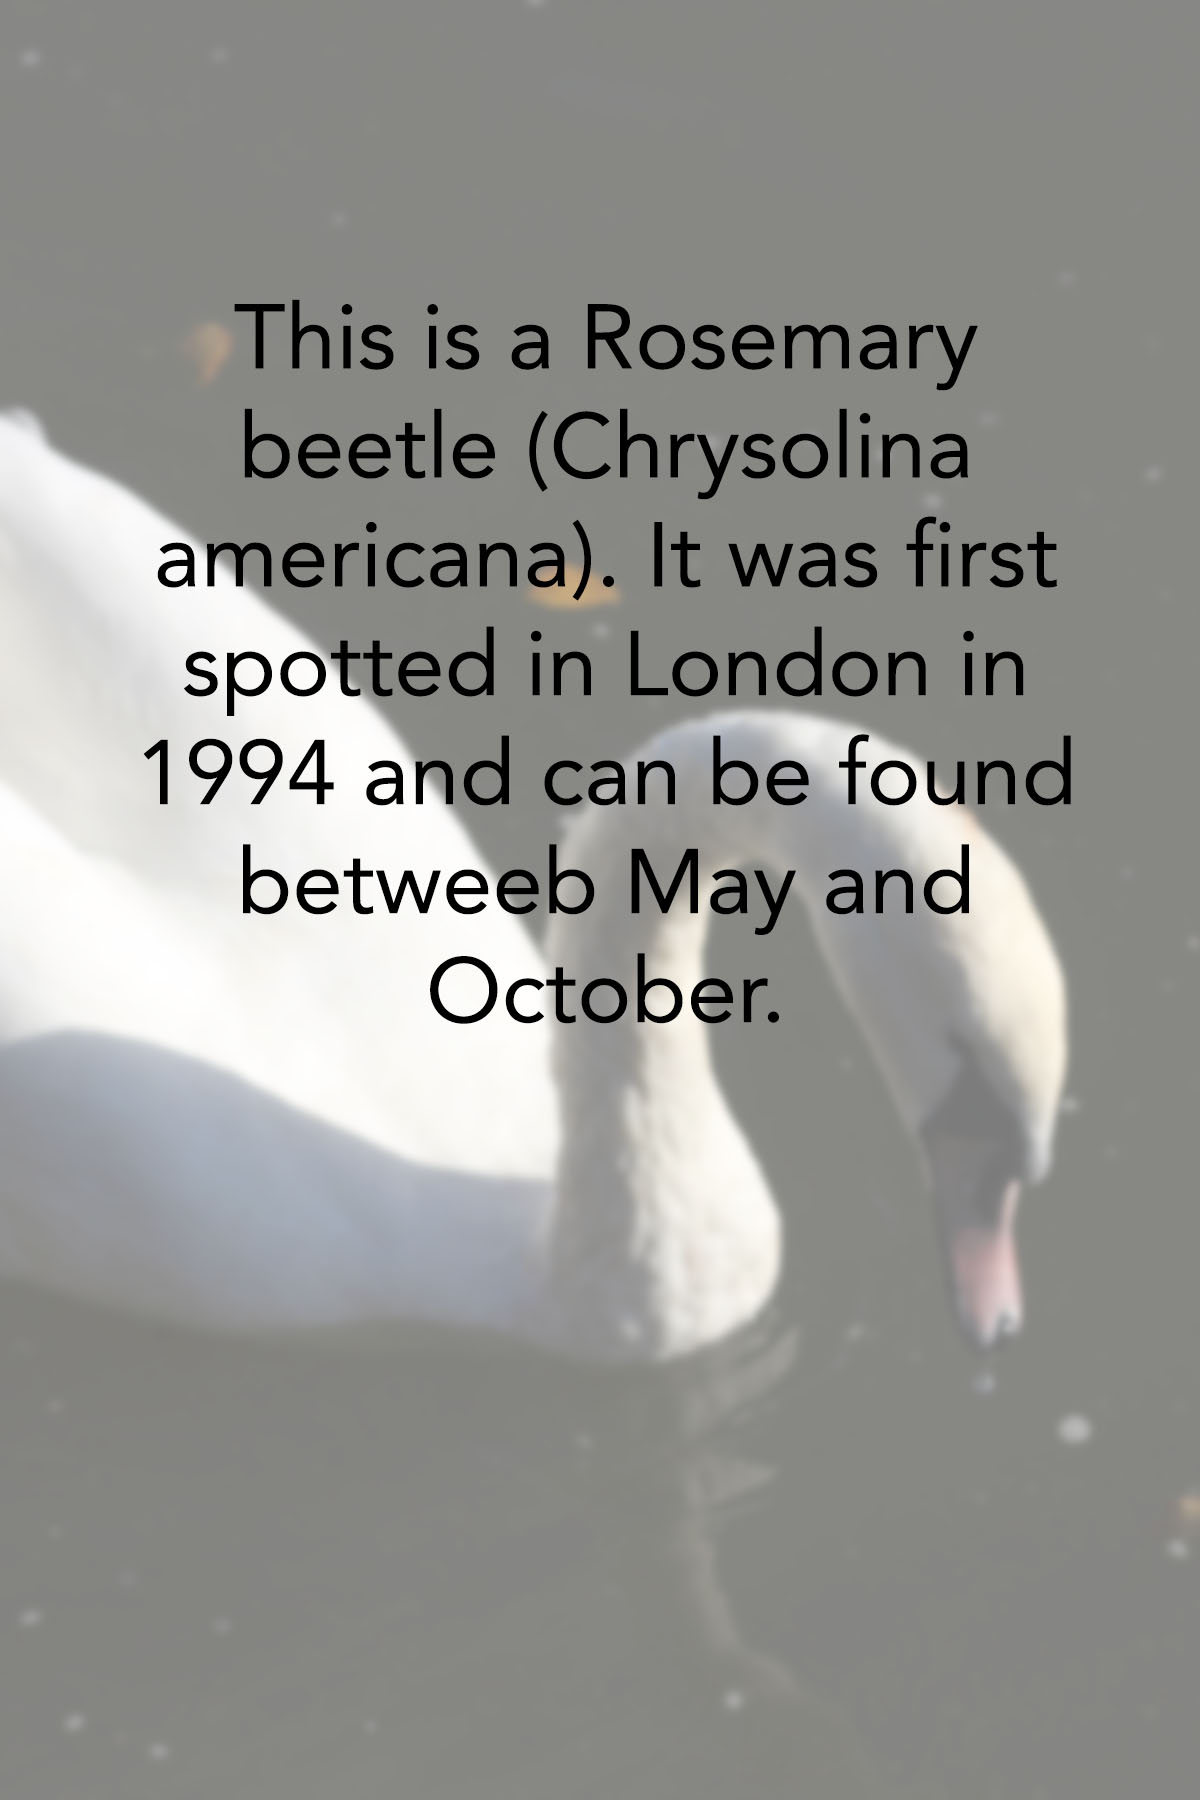 This is a Rosemary
beetle (Chrysolina
americana). It was first
spotted in London in
1994 and can be found
betweeb May and
October.